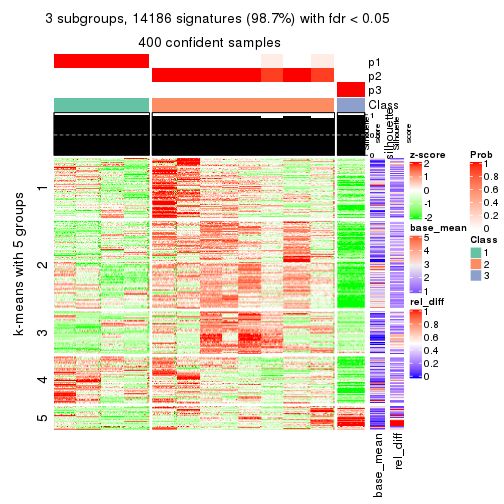 3 subgroups, 14186 signatures (98.7%) with fdr < 0.05
400 confident samples
p1
p2
p3
Class
1
0
Silhouette
score
silhouette
Silhouette
score
k-means with 5 groups
1
2
3
4
5
base_mean
rel_diff
z-score
2
1
0
-1
-2
base_mean
5
4
3
2
1
rel_diff
1
0.8
0.6
0.4
0.2
0
Prob
1
0.8
0.6
0.4
0.2
0
Class
1
2
3